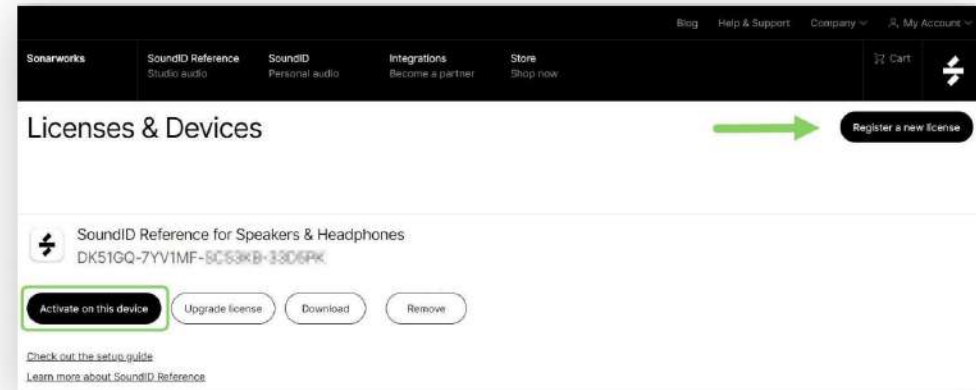 Blog Help & Support Company My Account
Sonarworks SoundID Reference SoundID Integrations Store Cart
Studio audio Personal audio Become a partner Shop now
Licenses & Devices Register a new license
SoundID Reference for Speakers & Headphones
DK51GQ-7YV1MF-
Activate on this device Upgrade license Download Remove
Check out the setup guide
Learn more about SoundID Reference